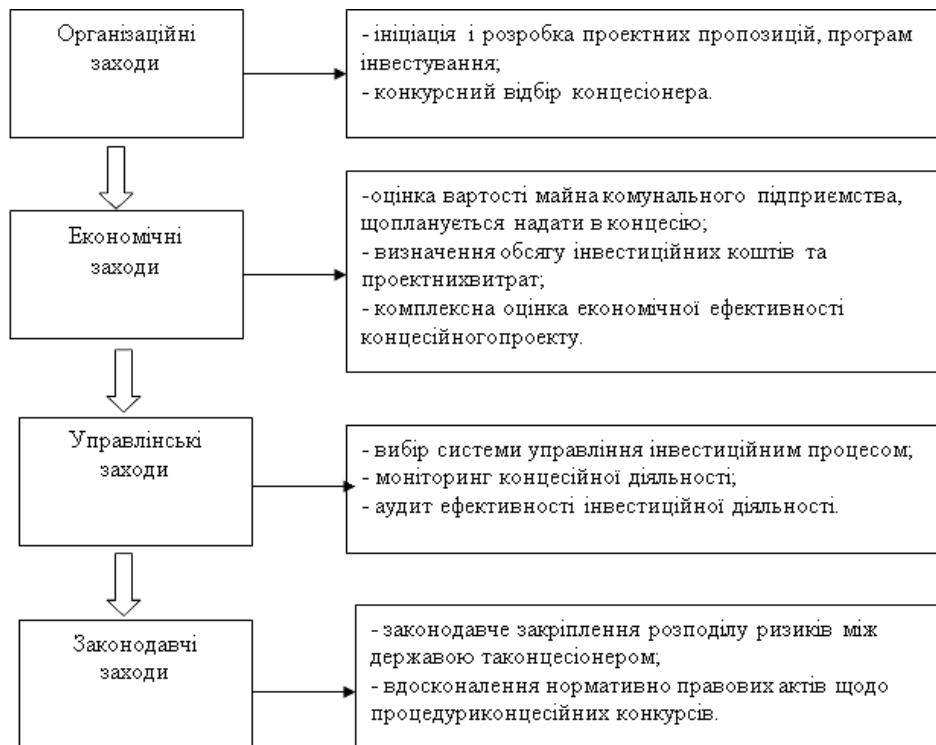 Організаційні
заходи
- ініціація і розробка проектних пропозицій, програм
інвестування;
- конкурсний відбір концесіонера.
Економічні
заходи
-оцінка вартості майна комунального підприємства,
щопланується надати в концесію;
- визначення обсягу інвестиційних коштів та
проектнихвитрат;
- комплексна оцінка економічної ефективності
концесійногопроекту.
Управлінські
заходи
- вибір системи управління інвестиційним процесом;
- моніторинг концесійної діяльності;
- аудит ефективності інвестиційної діяльності.
Законодавчі
заходи
- законодавче закріплення розподілу ризиків між
державою таконцесіонером;
- вдосконалення нормативно правових актів щодо
процедуриконцесійних конкурсів.